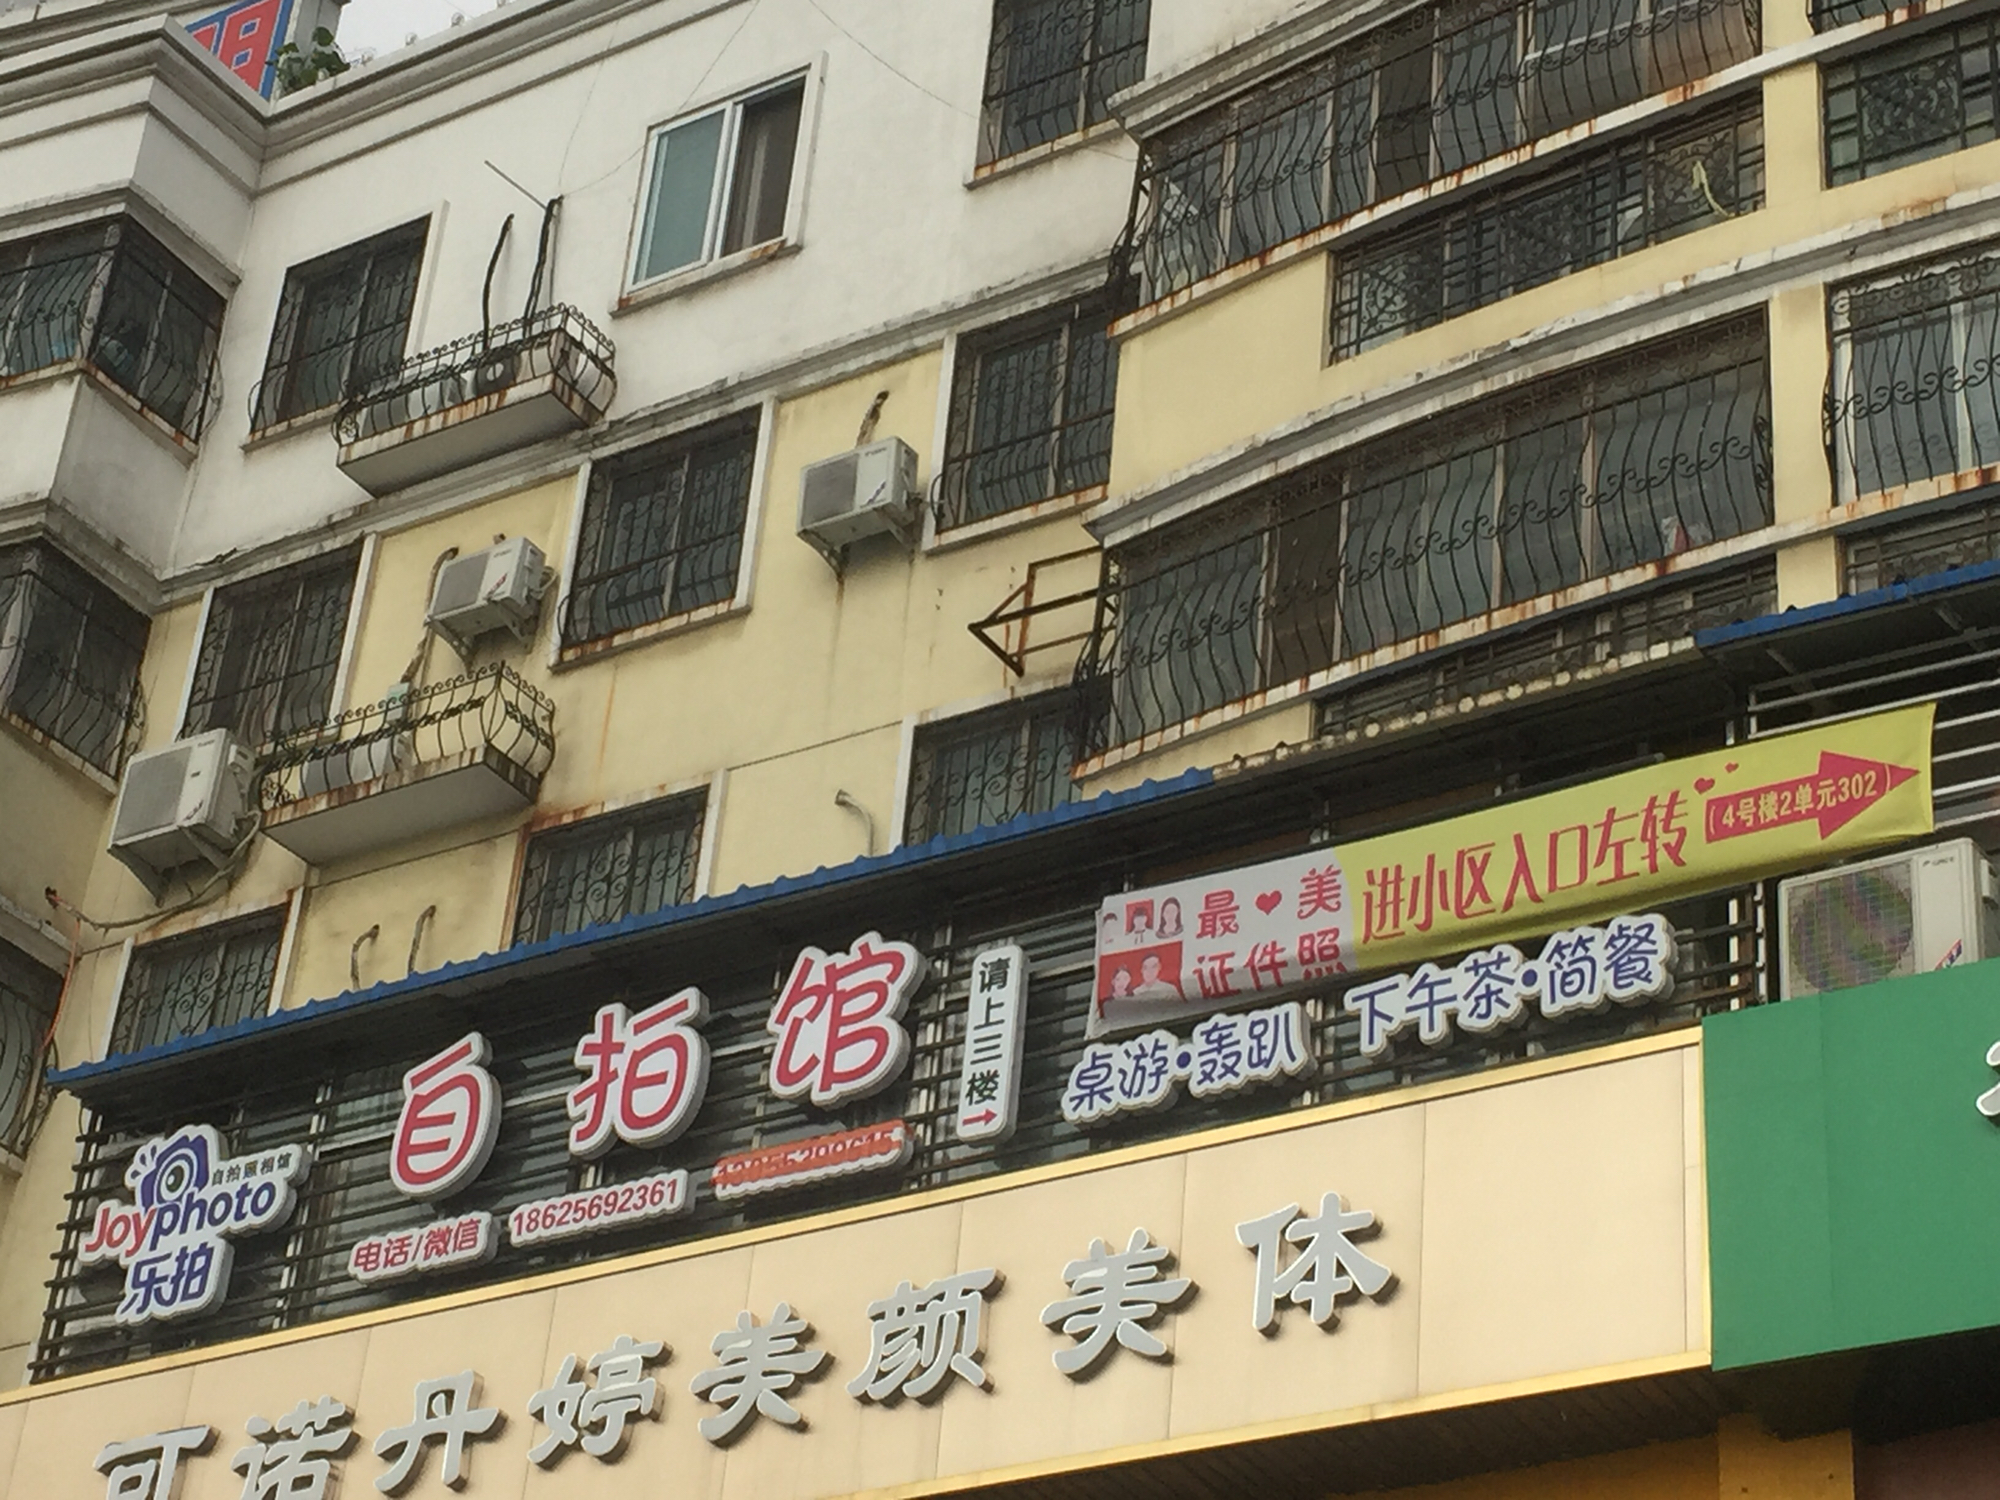 最❤美
证件照
进小区入口左转
(4号楼2单元302)
自拍馆
请上三楼→
桌游·轰趴 下午茶·简餐
自拍照相馆
Joyphoto
乐拍
电话/微信 18625692361
可诺丹婷美颜美体